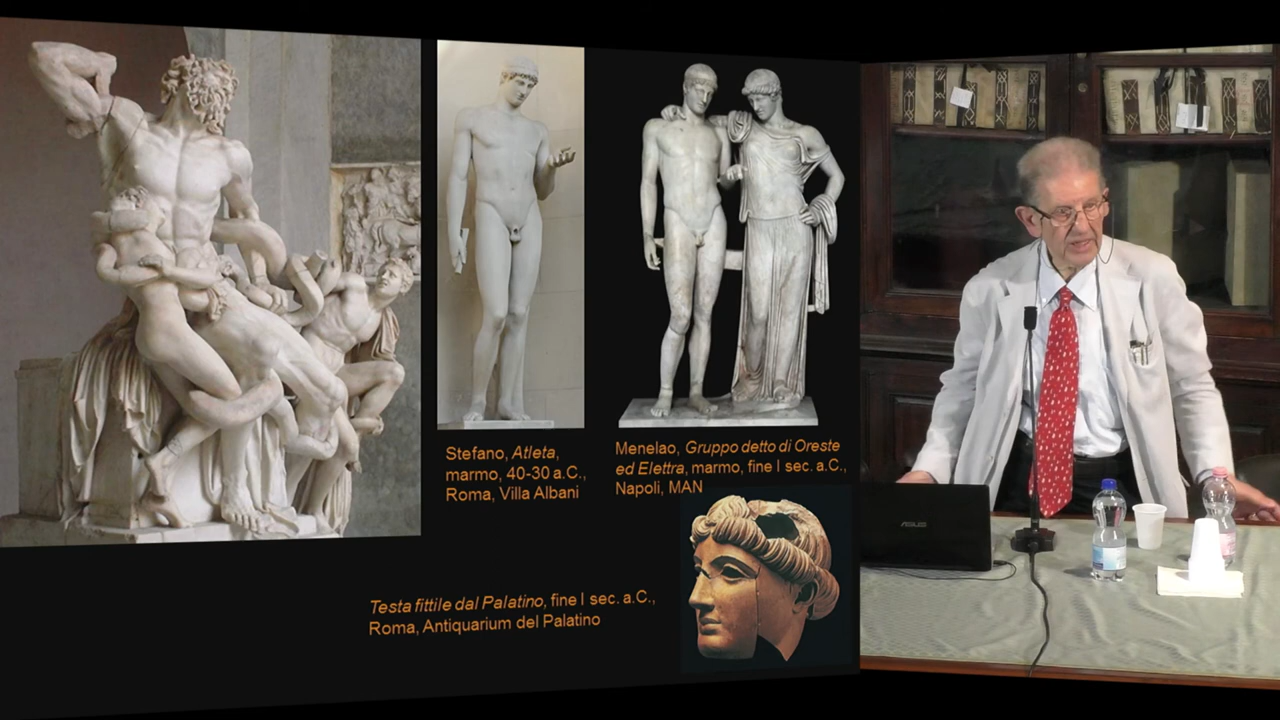 Stefano, Atleta,
marmo, 40-30 a.C.,
Roma, Villa Albani
Menelao, Gruppo detto di Oreste
ed Elettra, marmo, fine I sec. a.C.,
Napoli, MAN
Testa fittile dal Palatino, fine I sec. a.C.,
Roma, Antiquarium del Palatino
ASUS